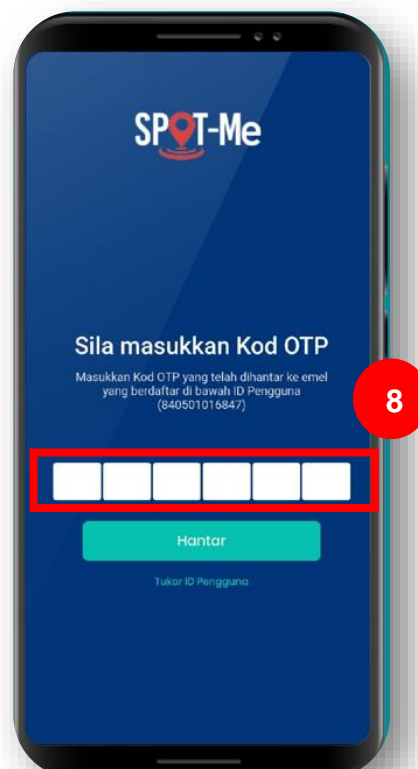 SPOT-Me
Sila masukkan Kod OTP
Masukkan Kod OTP yang telah dihantar ke emel
yang berdaftar di bawah ID Pengguna
(840501016847)
8
Hantar
Tukar ID Pengguna